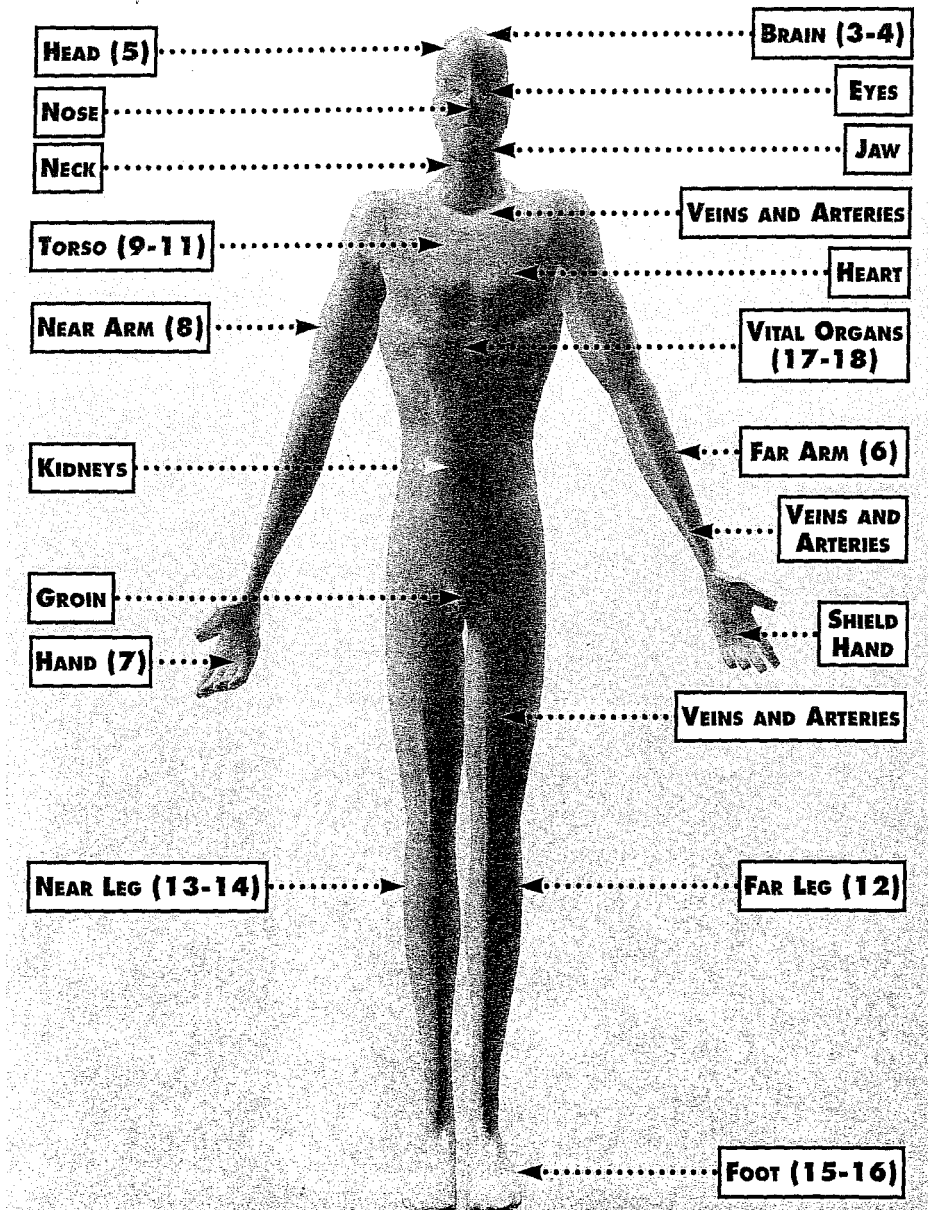 HEAD (5)
BRAIN (3-4)
NOSE
EYES
NECK
JAW
VEINS AND ARTERIES
TORSO (9-11)
HEART
NEAR ARM (8)
VITAL ORGANS
(17-18)
KIDNEYS
FAR ARM (6)
VEINS AND
ARTERIES
GROIN
SHIELD
HAND
HAND (7)
VEINS AND ARTERIES
NEAR LEG (13-14)
FAR LEG (12)
FOOT (15-16)